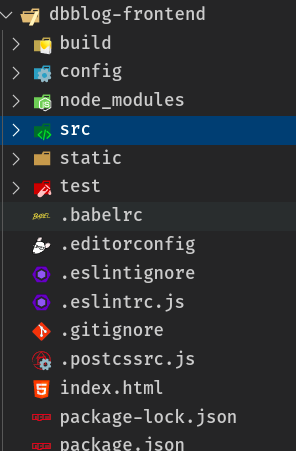 dbblog-frontend
build
config
node_modules
src
static
test
.babelrc
.editorconfig
.eslintignore
.eslintrc.js
.gitignore
.postcssrc.js
index.html
package-lock.json
package.json